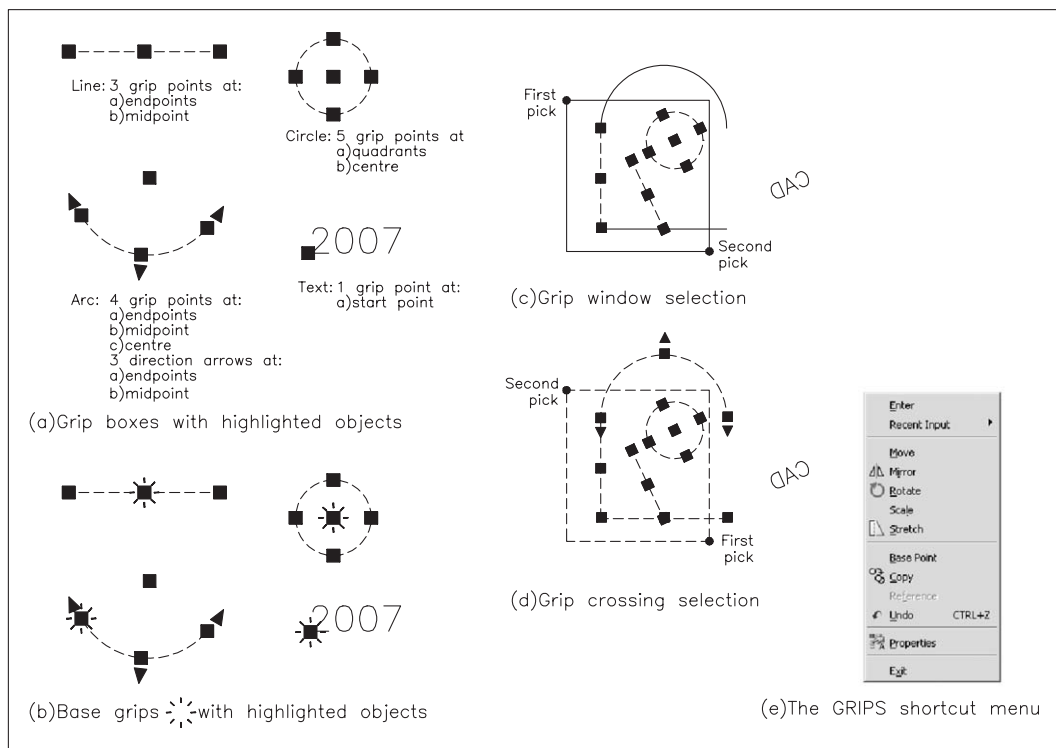 Line: 3 grip points at:
a)endpoints
b)midpoint
Circle: 5 grip points at
a)quadrants
b)centre
Arc: 4 grip points at:
a)endpoints
b)midpoint
c)centre
3 direction arrows at:
a)endpoints
b)midpoint
2007
Text: 1 grip point at:
a)start point
(a)Grip boxes with highlighted objects
2007
(b)Base grips with highlighted objects
First
pick
CAD
Second
pick
(c)Grip window selection
Second
pick
CAD
First
pick
(d)Grip crossing selection
Enter
Recent Input
Move
Mirror
Rotate
Scale
Stretch
Base Point
Copy
Reference
Undo CTRL+Z
Properties
Exit
(e)The GRIPS shortcut menu